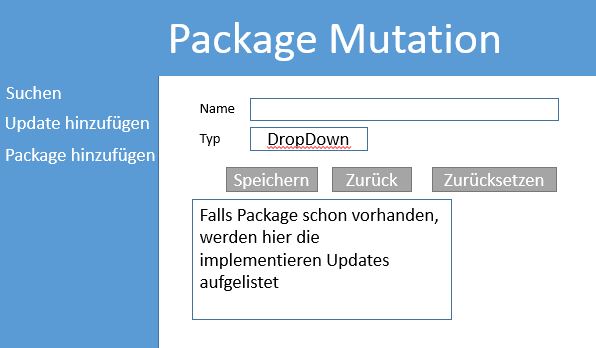 Package Mutation
Suchen
Update hinzufügen
Package hinzufügen
Name
Typ
DropDown
Speichern
Zurück
Zurücksetzen
Falls Package schon vorhanden,
werden hier die
implementieren Updates
aufgelistet